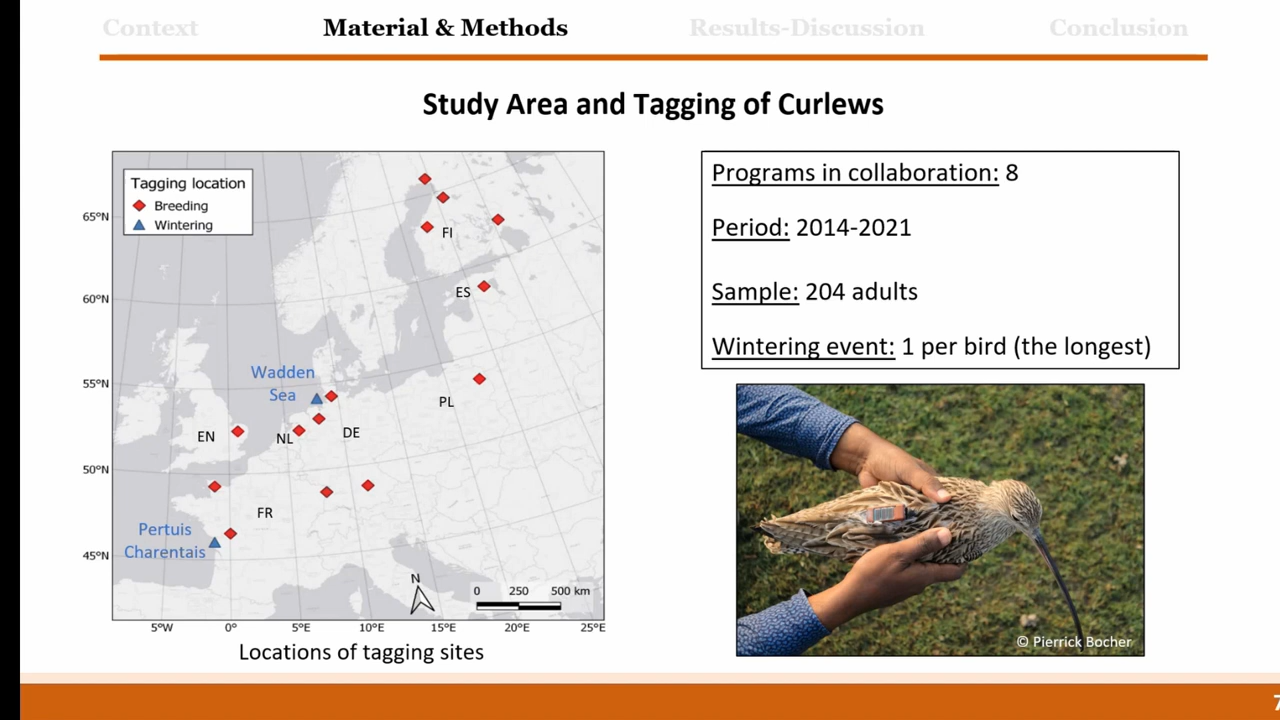 Context Material & Methods Results-Discussion Conclusion
Study Area and Tagging of Curlews
Tagging location
Breeding
Wintering
65°N
60°N
55°N
50°N
45°N
FI
ES
Wadden
Sea
PL
EN
NL
DE
FR
Pertuis
Charentais
N
0 250 500 km
5°W 0° 5°E 10°E 15°E 20°E 25°E
Locations of tagging sites
Programs in collaboration: 8
Period: 2014-2021
Sample: 204 adults
Wintering event: 1 per bird (the longest)
© Pierrick Bocher
7